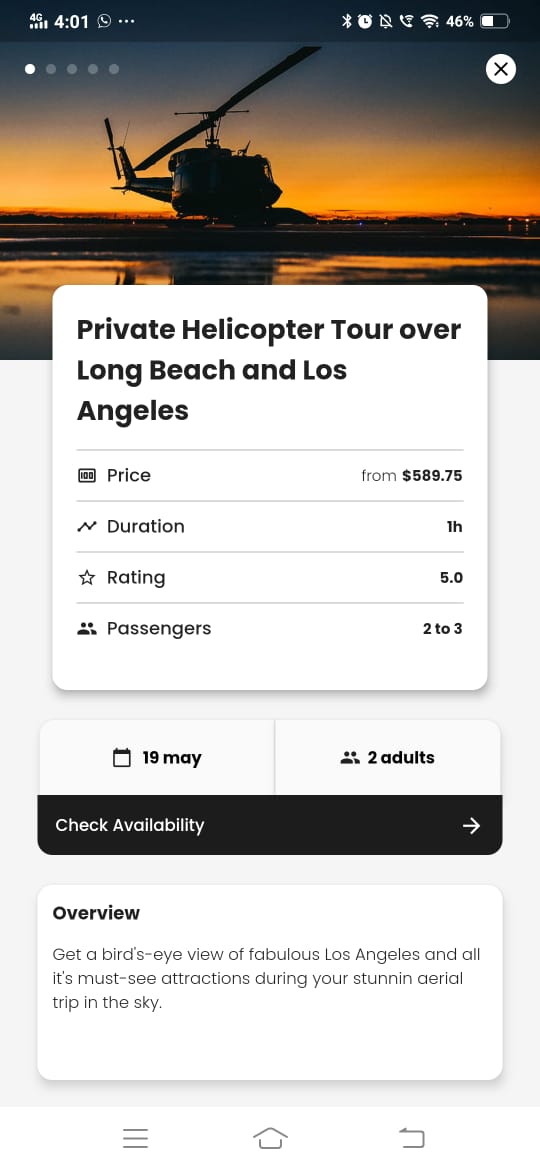 4G 4:01 46%
Private Helicopter Tour over
Long Beach and Los
Angeles
Price from $589.75
Duration 1h
Rating 5.0
Passengers 2 to 3
19 may 2 adults
Check Availability
Overview
Get a bird's-eye view of fabulous Los Angeles and all
it's must-see attractions during your stunnin aerial
trip in the sky.